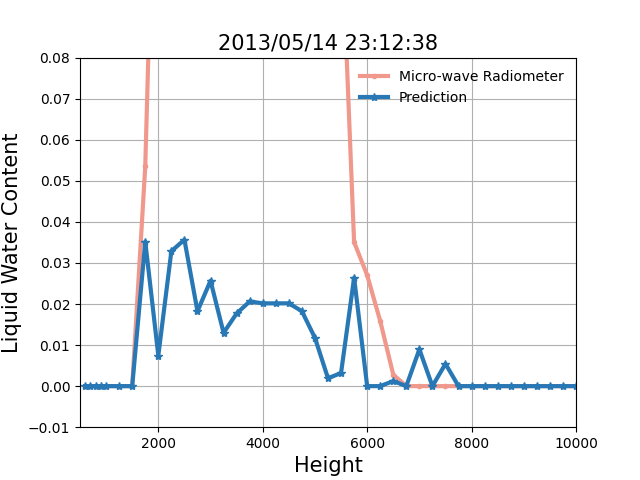 2013/05/14 23:12:38
Micro-wave Radiometer
Prediction
Liquid Water Content
0.08
0.07
0.06
0.05
0.04
0.03
0.02
0.01
0.00
−0.01
2000 4000 6000 8000 10000
Height